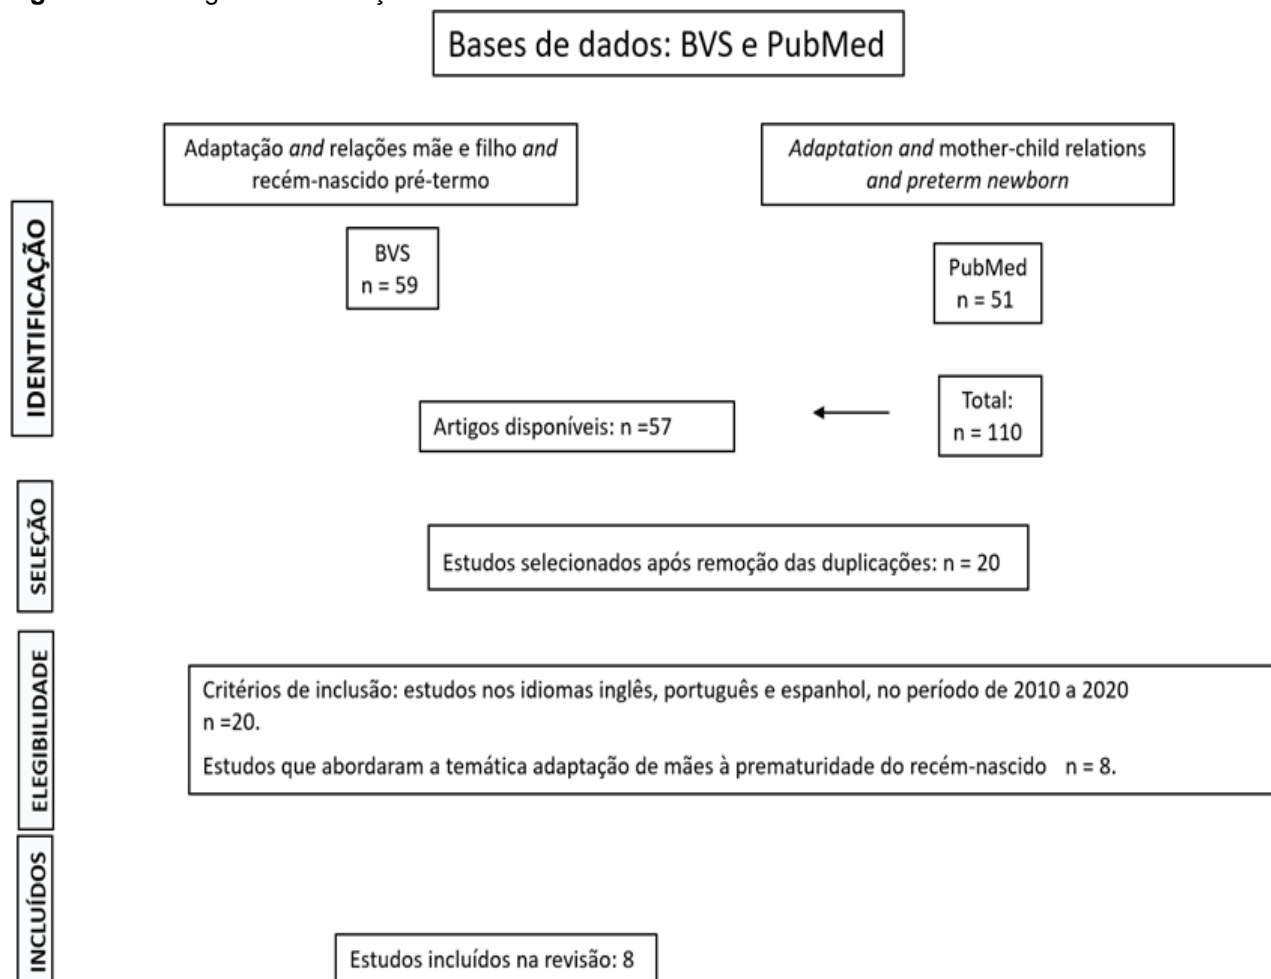 Bases de dados: BVS e PubMed
Adaptação and relações mãe e filho and
recém-nascido pré-termo
Adaptation and mother-child relations
and preterm newborn
IDENTIFICAÇÃO
BVS
n = 59
PubMed
n = 51
Total:
n = 110
Artigos disponíveis: n =57
SELEÇÃO
Estudos selecionados após remoção das duplicações: n = 20
ELEGIBILIDADE
Critérios de inclusão: estudos nos idiomas inglês, português e espanhol, no período de 2010 a 2020
n =20.
Estudos que abordaram a temática adaptação de mães à prematuridade do recém-nascido n = 8.
INCLUÍDOS
Estudos incluídos na revisão: 8